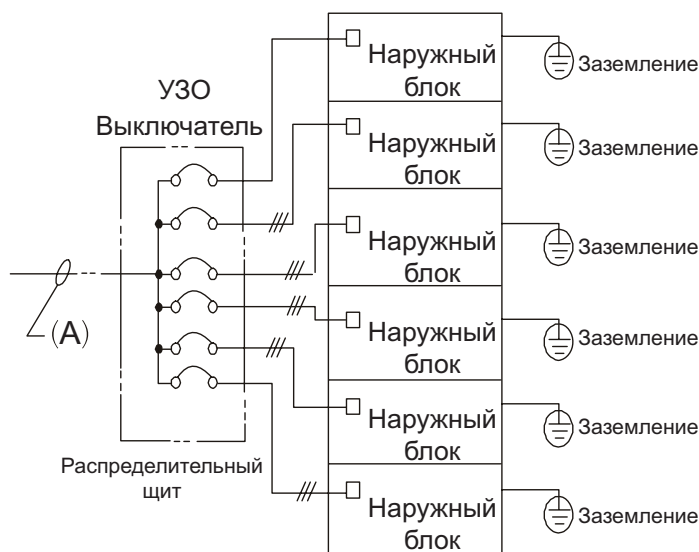 УЗО
Выключатель
(A)
Распределительный
щит
Наружный
блок
Заземление
Наружный
блок
Заземление
Наружный
блок
Заземление
Наружный
блок
Заземление
Наружный
блок
Заземление
Наружный
блок
Заземление